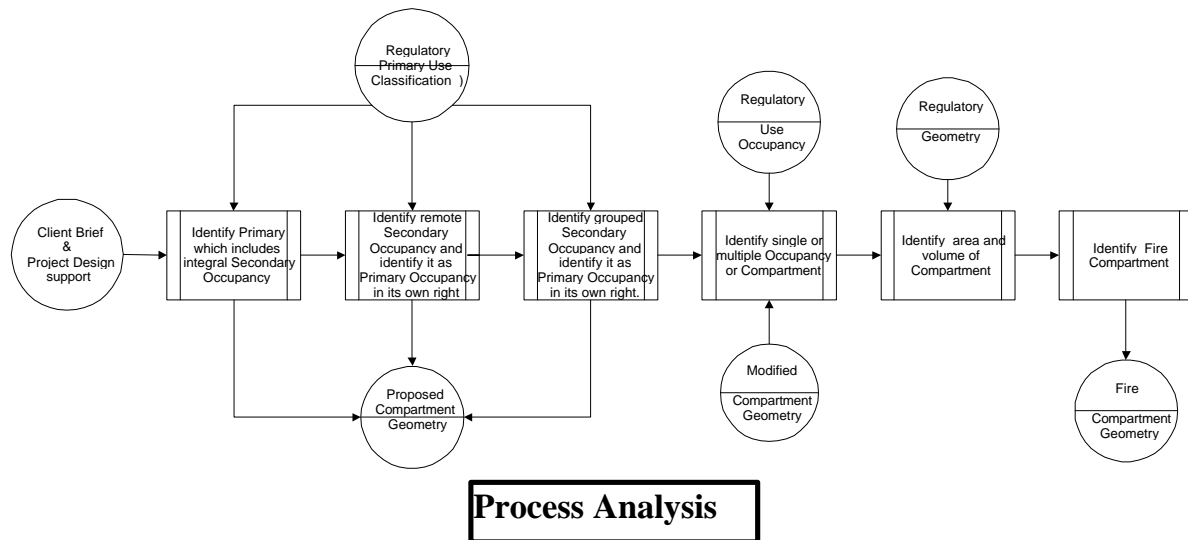 Regulatory
Primary Use
Classification )
Regulatory
Use
Occupancy
Regulatory
Geometry
Client Brief
&
Project Design
support
Identify Primary
which includes
integral Secondary
Occupancy
Identify remote
Secondary
Occupancy and
identify it as
Primary Occupancy
in its own right
Identify grouped
Secondary
Occupancy and
identify it as
Primary Occupancy
in its own right.
Identify single or
multiple Occupancy
or Compartment
Identify area and
volume of
Compartment
Identify Fire
Compartment
Proposed
Compartment
Geometry
Modified
Compartment
Geometry
Fire
Compartment
Geometry
Process Analysis